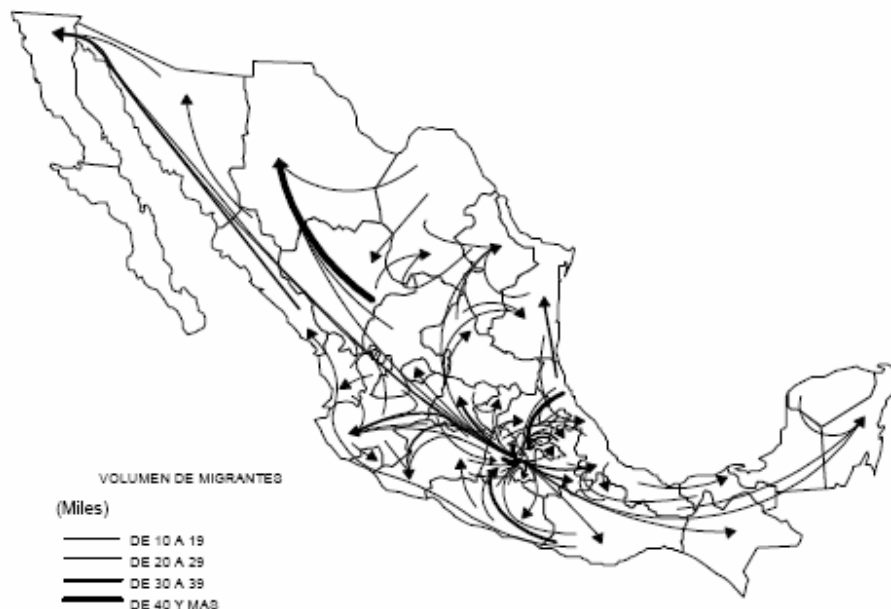 VOLUMEN DE MIGRANTES
(Miles)
DE 10 A 19
DE 20 A 29
DE 30 A 39
DE 40 Y MAS